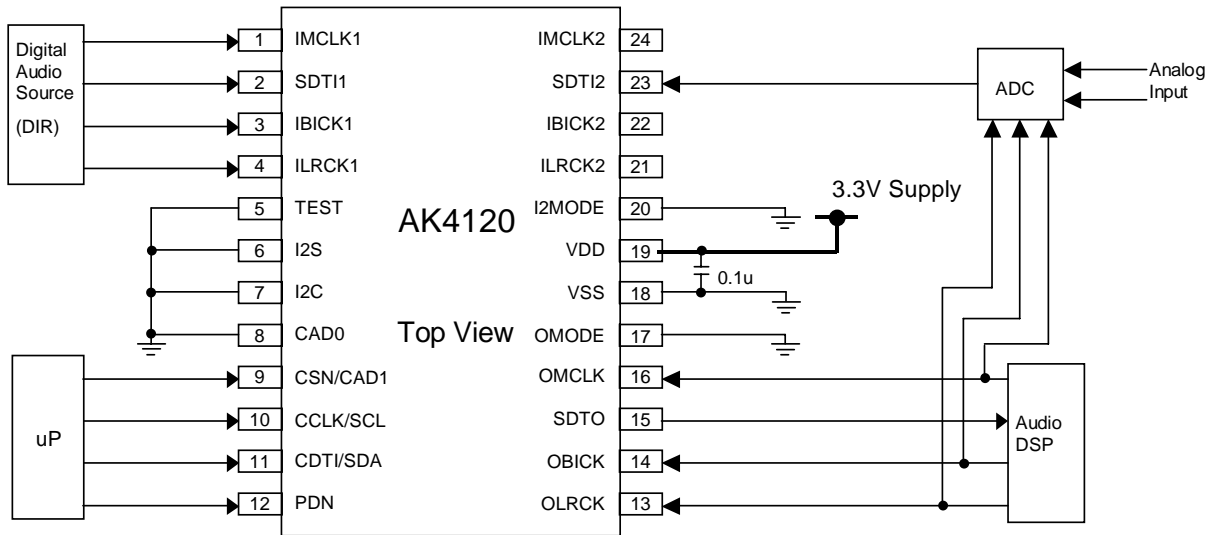 Digital
Audio
Source
(DIR)
1 IMCLK1
2 SDTI1
3 IBICK1
4 ILRCK1
5 TEST
6 I2S
7 I2C
8 CAD0
9 CSN/CAD1
10 CCLK/SCL
11 CDTI/SDA
12 PDN
uP
AK4120
Top View
IMCLK2 24
SDTI2 23
IBICK2 22
ILRCK2 21
I2MODE 20
VDD 19
VSS 18
OMODE 17
OMCLK 16
SDTO 15
OBICK 14
OLRCK 13
3.3V Supply
0.1u
ADC
Analog
Input
Audio
DSP